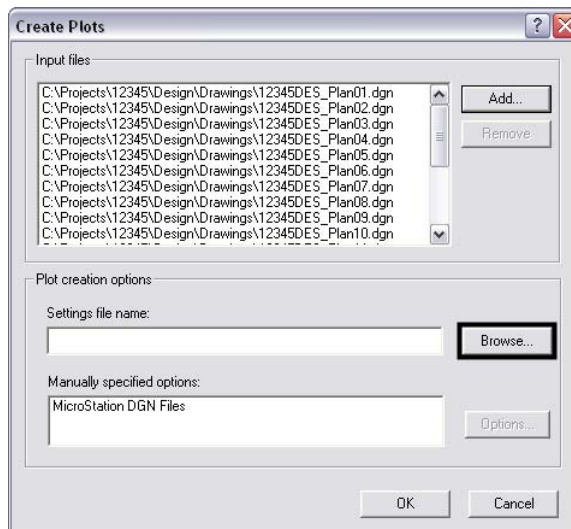 Create Plots
Input files
C:\Projects\12345\Design\Drawings\12345DES_Plan01.dgn
C:\Projects\12345\Design\Drawings\12345DES_Plan02.dgn
C:\Projects\12345\Design\Drawings\12345DES_Plan03.dgn
C:\Projects\12345\Design\Drawings\12345DES_Plan04.dgn
C:\Projects\12345\Design\Drawings\12345DES_Plan05.dgn
C:\Projects\12345\Design\Drawings\12345DES_Plan06.dgn
C:\Projects\12345\Design\Drawings\12345DES_Plan07.dgn
C:\Projects\12345\Design\Drawings\12345DES_Plan08.dgn
C:\Projects\12345\Design\Drawings\12345DES_Plan09.dgn
C:\Projects\12345\Design\Drawings\12345DES_Plan10.dgn
Add...
Remove
Plot creation options
Settings file name:
Browse...
Manually specified options:
MicroStation DGN Files
Options...
OK
Cancel